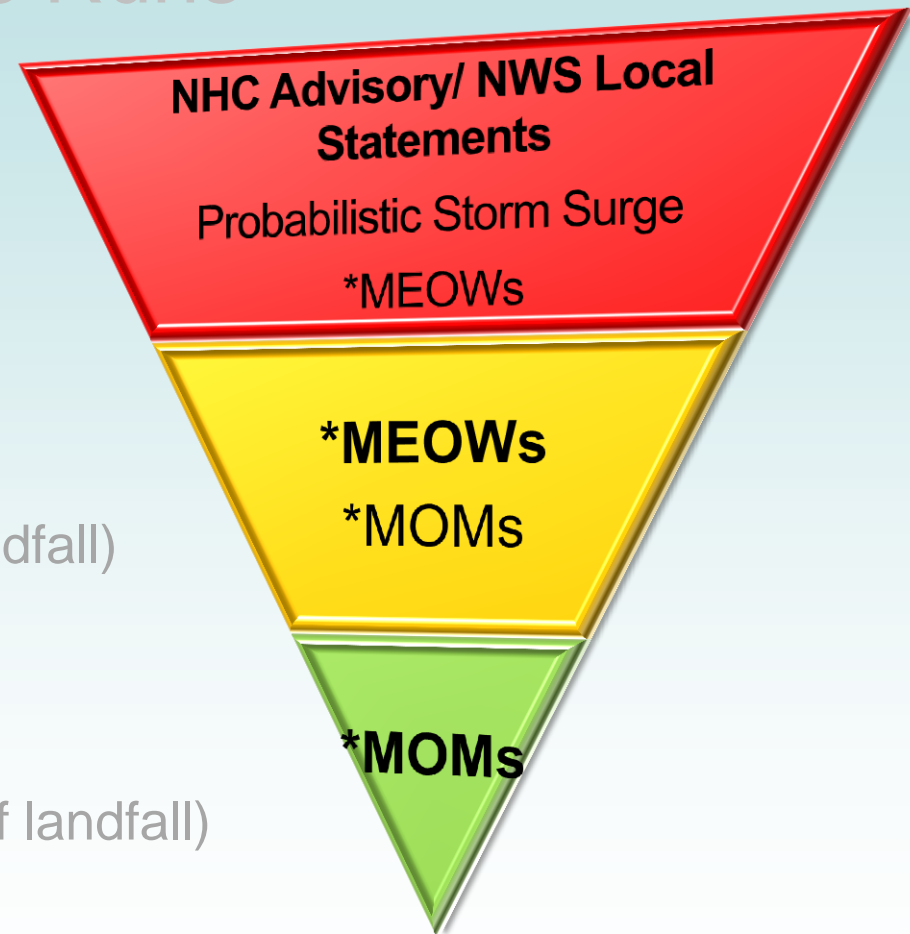 NHC Advisory/ NWS Local
Statements
Probabilistic Storm Surge
*MEOWs
*MEOWs
*MOMs
dfall)
*MOMs
f landfall)